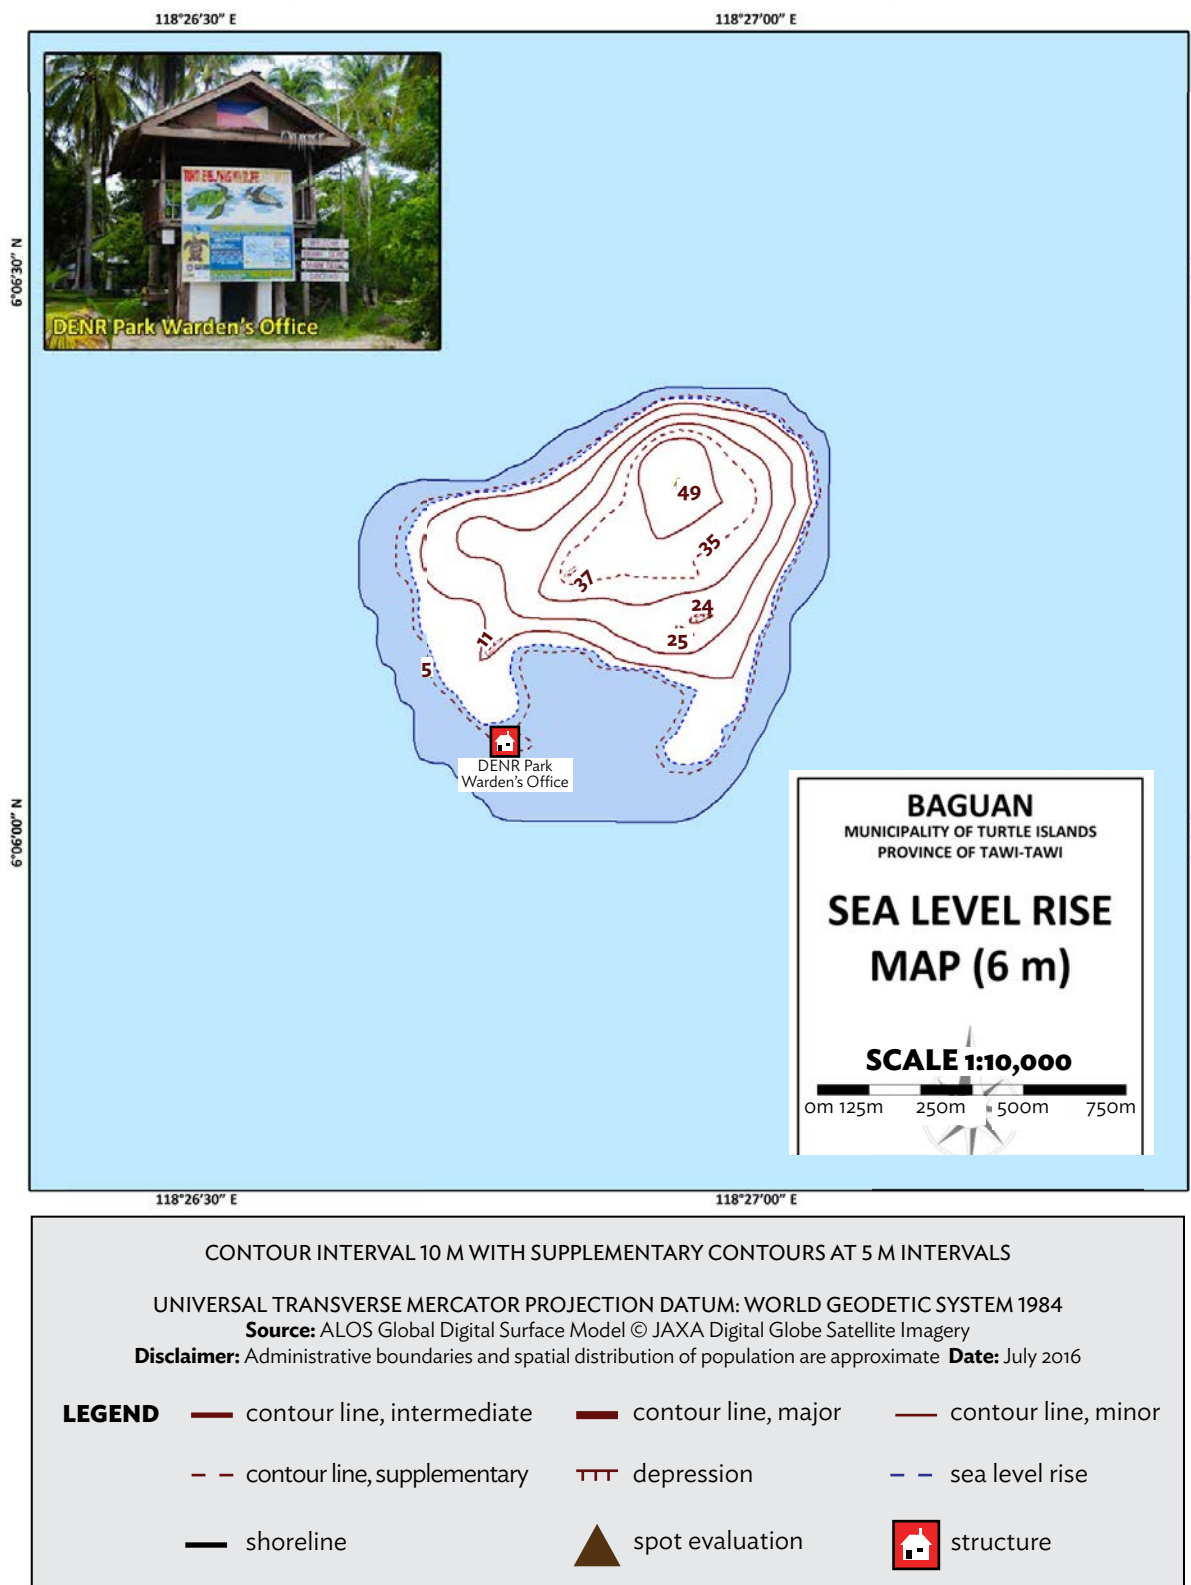 118°26'30" E 118°27'00" E
6°06'30" N
6°06'00" N
DENR Park Warden's Office
49
35
37
24
25
11
5
DENR Park
Warden's Office
BAGUAN
MUNICIPALITY OF TURTLE ISLANDS
PROVINCE OF TAWI-TAWI
SEA LEVEL RISE
MAP (6 m)
SCALE 1:10,000
0m 125m 250m 500m 750m
118°26'30" E 118°27'00" E
CONTOUR INTERVAL 10 M WITH SUPPLEMENTARY CONTOURS AT 5 M INTERVALS
UNIVERSAL TRANSVERSE MERCATOR PROJECTION DATUM: WORLD GEODETIC SYSTEM 1984
Source: ALOS Global Digital Surface Model © JAXA Digital Globe Satellite Imagery
Disclaimer: Administrative boundaries and spatial distribution of population are approximate Date: July 2016
LEGEND contour line, intermediate contour line, major contour line, minor
contour line, supplementary depression sea level rise
shoreline spot evaluation structure